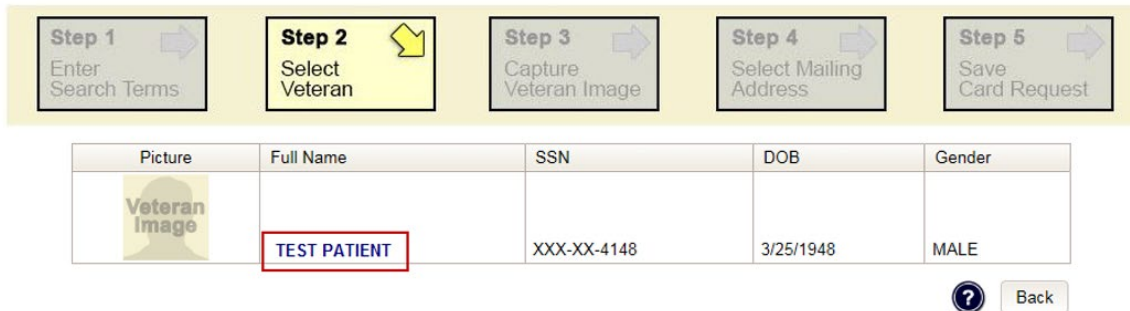 Step 1
Enter
Search Terms
Step 2
Select
Veteran
Step 3
Capture
Veteran Image
Step 4
Select Mailing
Address
Step 5
Save
Card Request
Picture Full Name SSN DOB Gender
Veteran
Image
TEST PATIENT XXX-XX-4148 3/25/1948 MALE
? Back